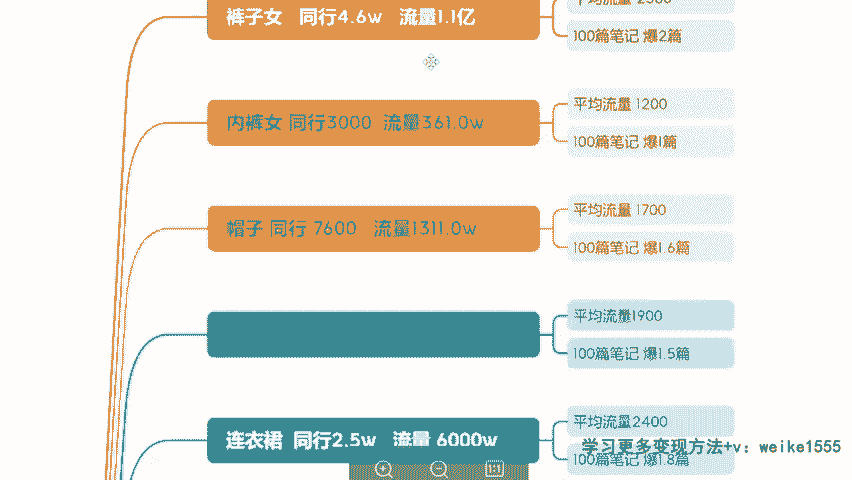 裤子女 同行4.6w 流量1.1亿
100篇笔记 爆2篇
平均流量 1200
内裤女 同行3000 流量361.0w
100篇笔记 爆1篇
平均流量 1700
帽子 同行 7600 流量1311.0w
100篇笔记 爆1.6篇
平均流量1900
100篇笔记 爆1.5篇
平均流量2400
连衣裙 同行2.5w 流量 6000w
学习更多变现方法+v：weike1555
100篇笔记 爆1.8篇
1:1